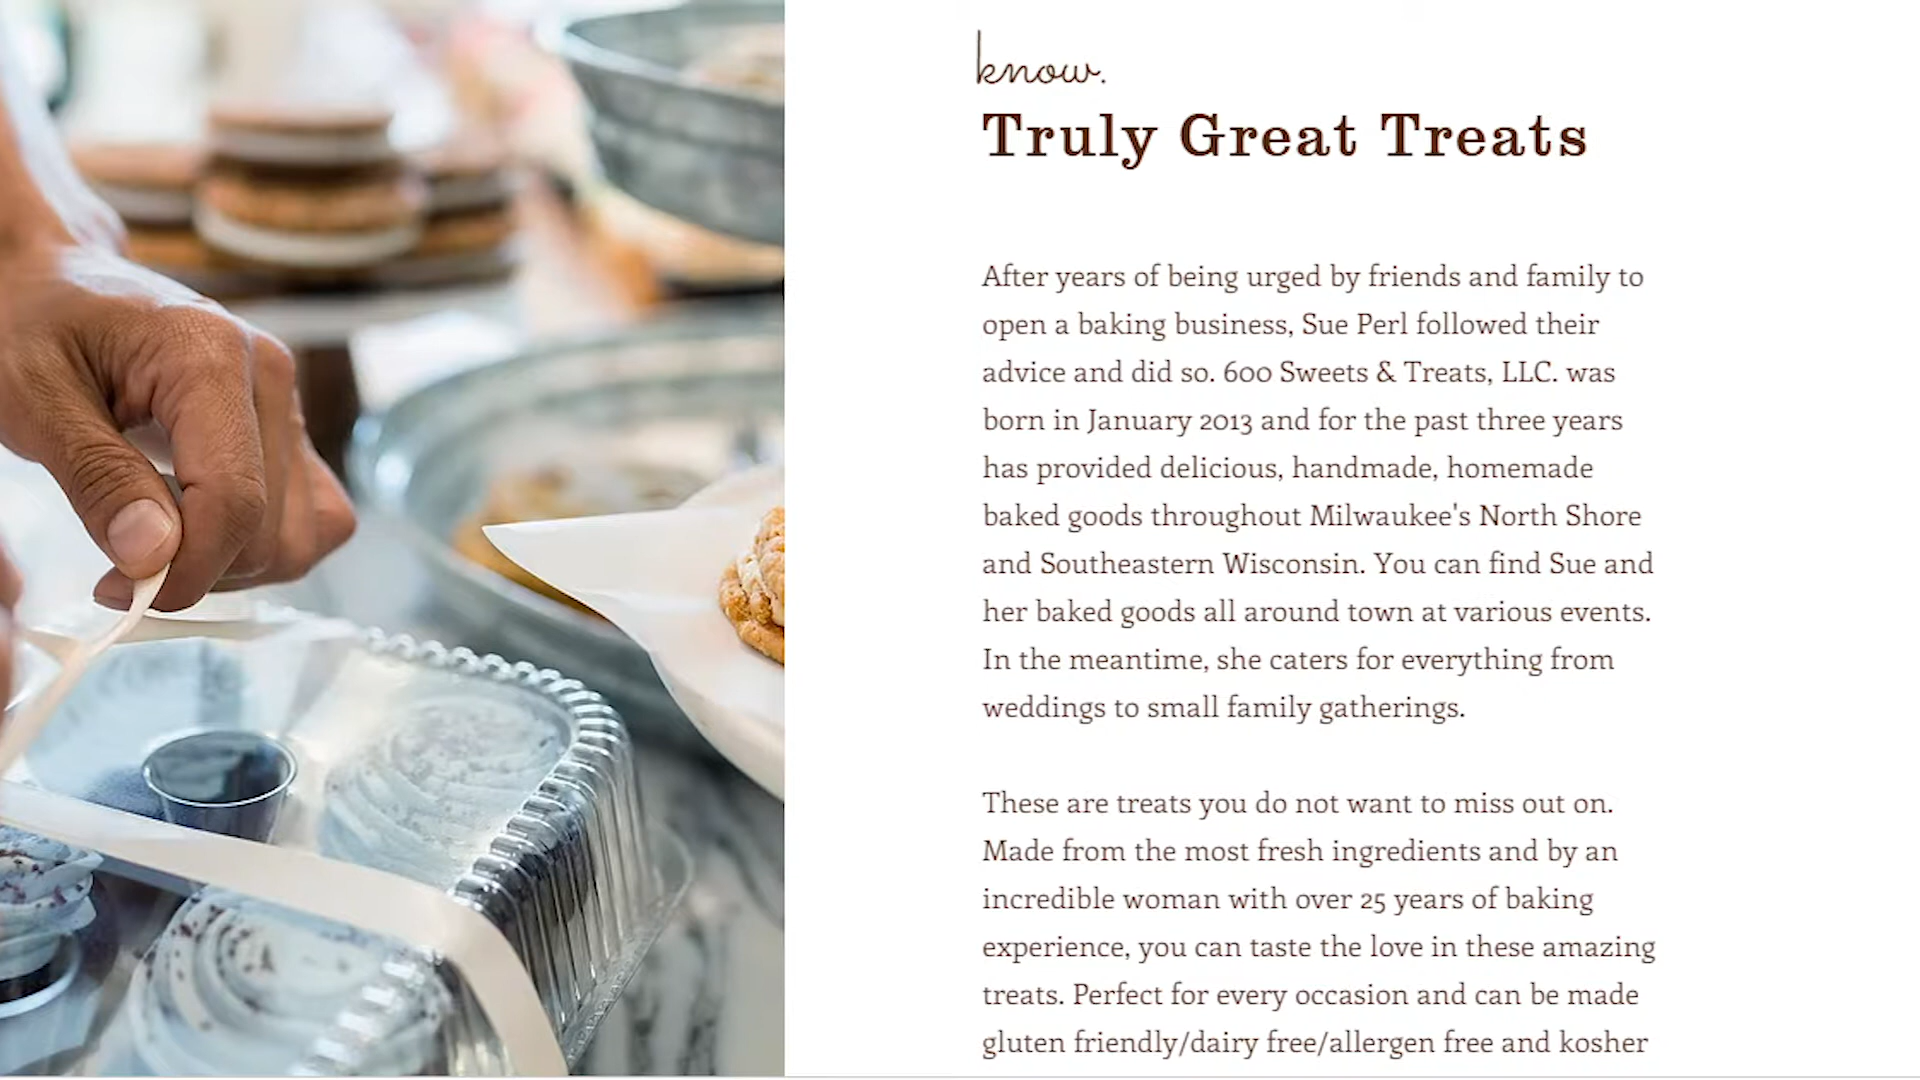 know.
Truly Great Treats
After years of being urged by friends and family to
open a baking business, Sue Perl followed their
advice and did so. 600 Sweets & Treats, LLC. was
born in January 2013 and for the past three years
has provided delicious, handmade, homemade
baked goods throughout Milwaukee's North Shore
and Southeastern Wisconsin. You can find Sue and
her baked goods all around town at various events.
In the meantime, she caters for everything from
weddings to small family gatherings.
These are treats you do not want to miss out on.
Made from the most fresh ingredients and by an
incredible woman with over 25 years of baking
experience, you can taste the love in these amazing
treats. Perfect for every occasion and can be made
gluten friendly/dairy free/allergen free and kosher